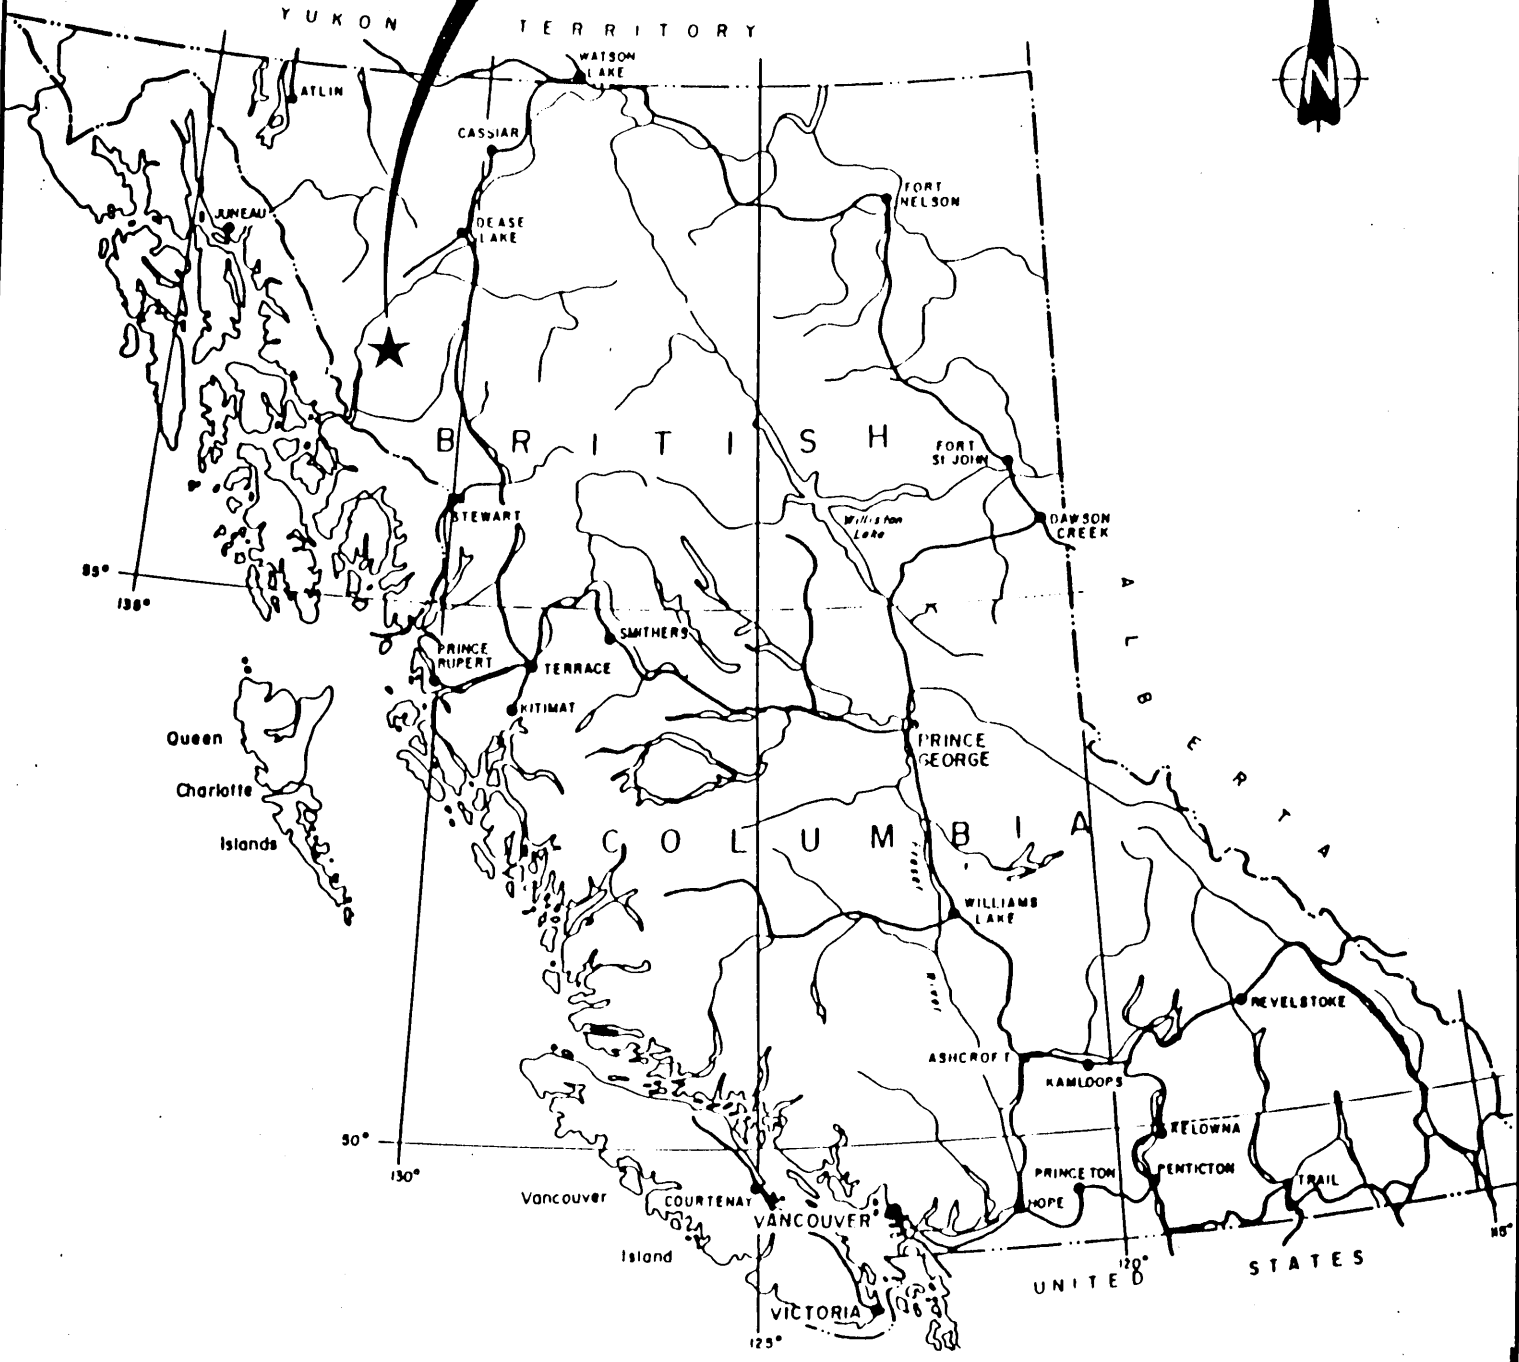 YUKON TERRITORY
N
WATSON
LAKE
ATLIN
CASSIAR
FORT
NELSON
JUNEAU
DEASE
LAKE
BRITISH
FORT
ST JOHN
STEWART
Williston
Lake
DAWSON
CREEK
55°
135°
ALBERTA
SMITHERS
PRINCE
RUPERT
TERRACE
KITIMAT
Queen
Charlotte
Islands
PRINCE
GEORGE
COLUMBIA
Fraser
River
WILLIAMS
LAKE
REVELSTOKE
ASHCROFT
KAMLOOPS
KELOWNA
50°
130°
PRINCETON
PENTICTON
TRAIL
Vancouver
Island
COURTENAY
HOPE
VANCOUVER
120°
UNITED STATES
VICTORIA
125°